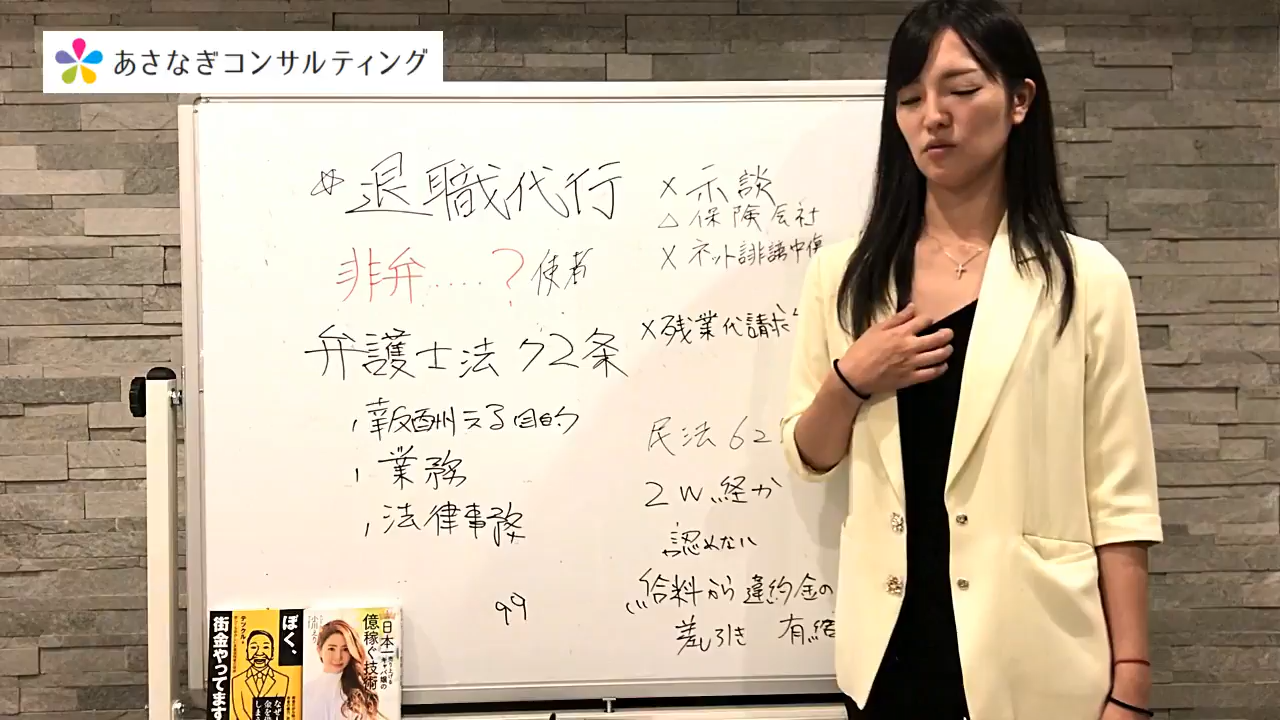 あさなぎコンサルティング
退職代行
非弁.....?使者
弁護士法72条
報酬える目的
業務
法律事務
99
×示談
△保険会社
×ネット誹謗中傷
×残業代請求
民法62
2W経か
認めない
給料から違約金の
差し引き 有給
ぼく、
街金やってます
テツクル
日本一
億稼ぐ技術